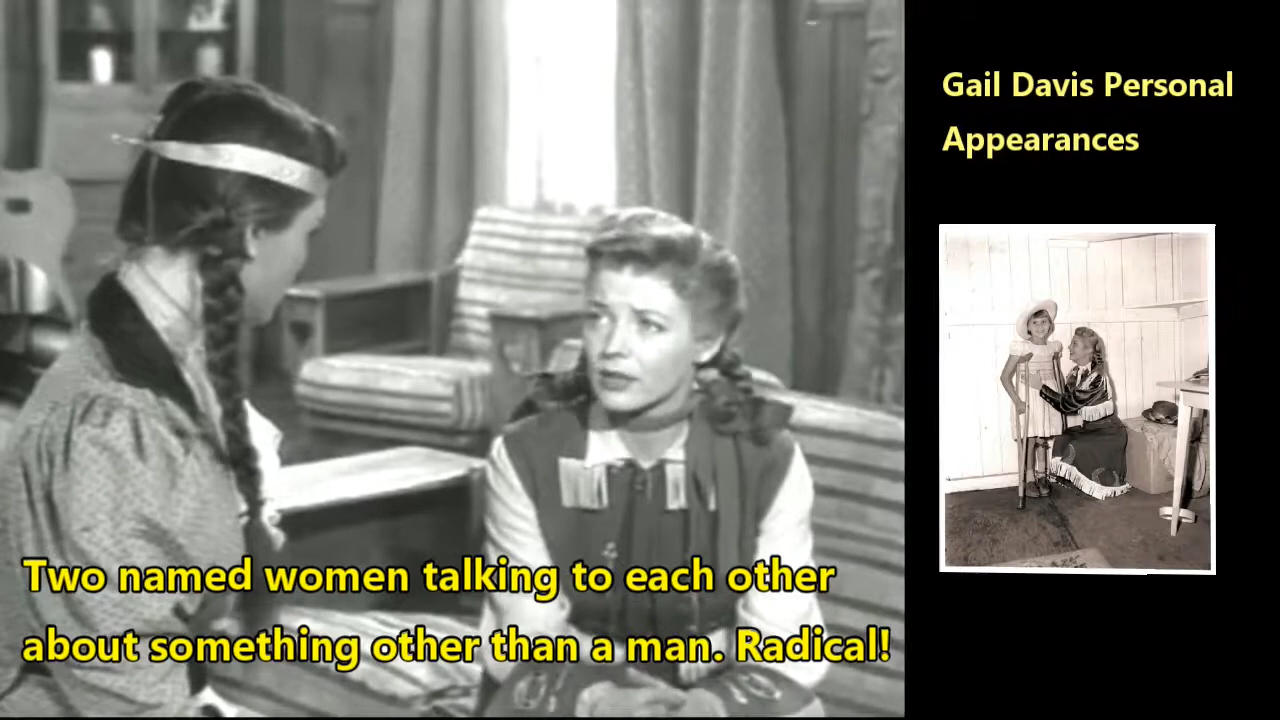 Gail Davis Personal
Appearances
Two named women talking to each other
about something other than a man. Radical!